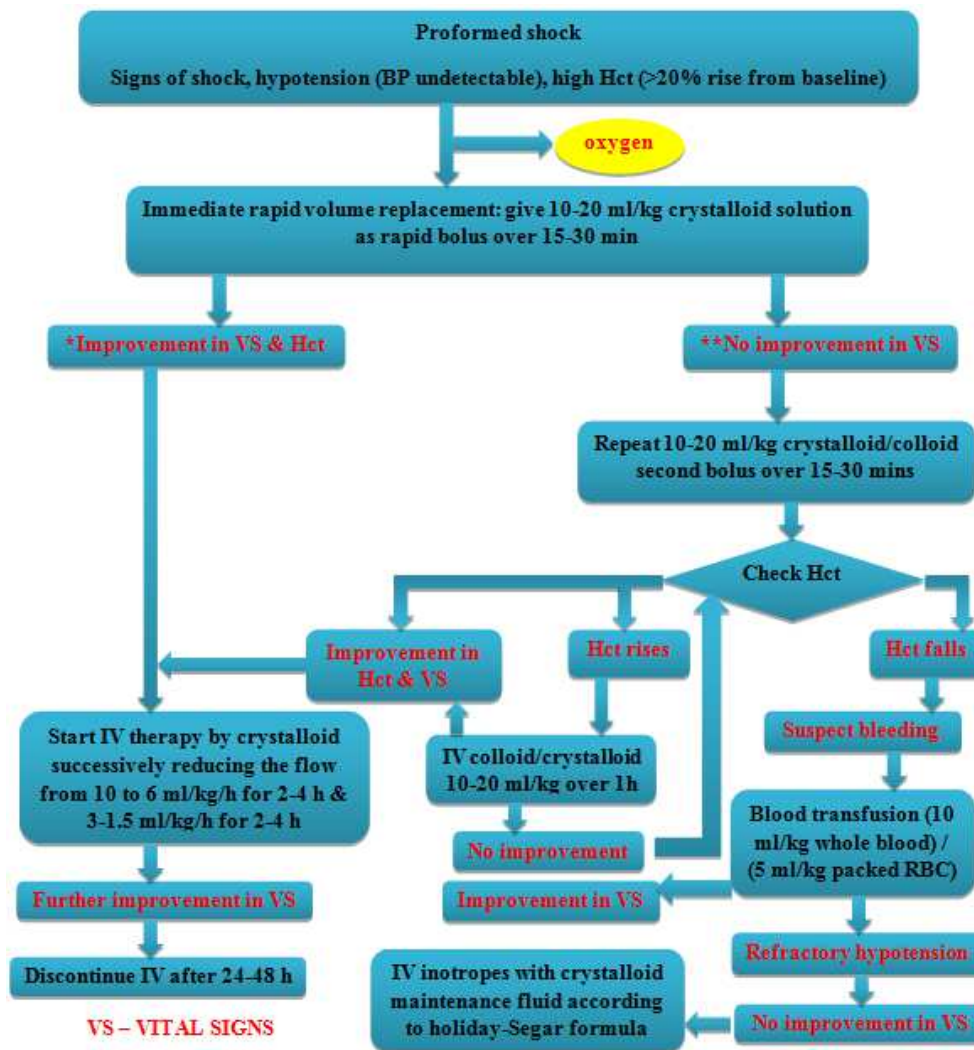 Proformed shock
Signs of shock, hypotension (BP undetectable), high Hct (>20% rise from baseline)
oxygen
Immediate rapid volume replacement: give 10-20 ml/kg crystalloid solution
as rapid bolus over 15-30 min
*Improvement in VS & Hct
**No improvement in VS
Repeat 10-20 ml/kg crystalloid/colloid
second bolus over 15-30 mins
Check Hct
Improvement in
Hct & VS
Hct rises
Hct falls
Suspect bleeding
Start IV therapy by crystalloid
successively reducing the flow
from 10 to 6 ml/kg/h for 2-4 h &
3-1.5 ml/kg/h for 2-4 h
IV colloid/crystalloid
10-20 ml/kg over 1h
No improvement
Blood transfusion (10
ml/kg whole blood) /
(5 ml/kg packed RBC)
Improvement in VS
Further improvement in VS
Refractory hypotension
Discontinue IV after 24-48 h
IV inotropes with crystalloid
maintenance fluid according
to holiday-Segar formula
No improvement in VS
VS – VITAL SIGNS